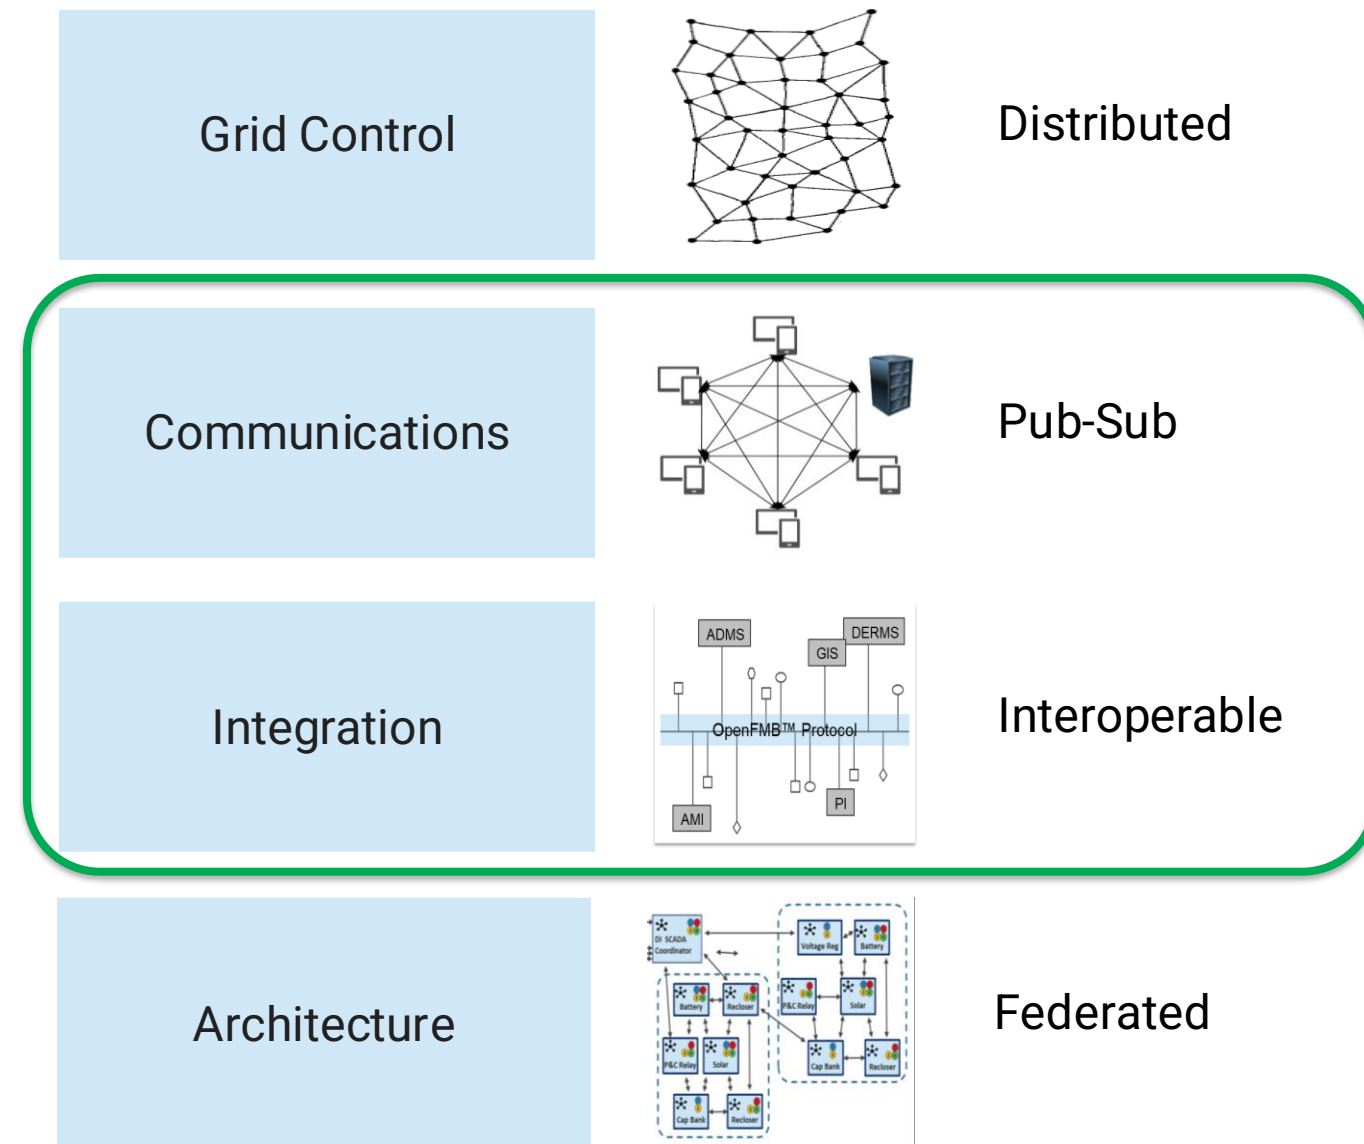 Grid Control
Distributed
Communications
Pub-Sub
Integration
ADMS
DERMS
GIS
OpenFMB™ Protocol
PI
AMI
Interoperable
Architecture
DI SCADA
Coordinator
Voltage Reg
Battery
Battery
Recloser
P&C Relay
Solar
P&C Relay
Solar
Cap Bank
Recloser
Cap Bank
Recloser
Federated